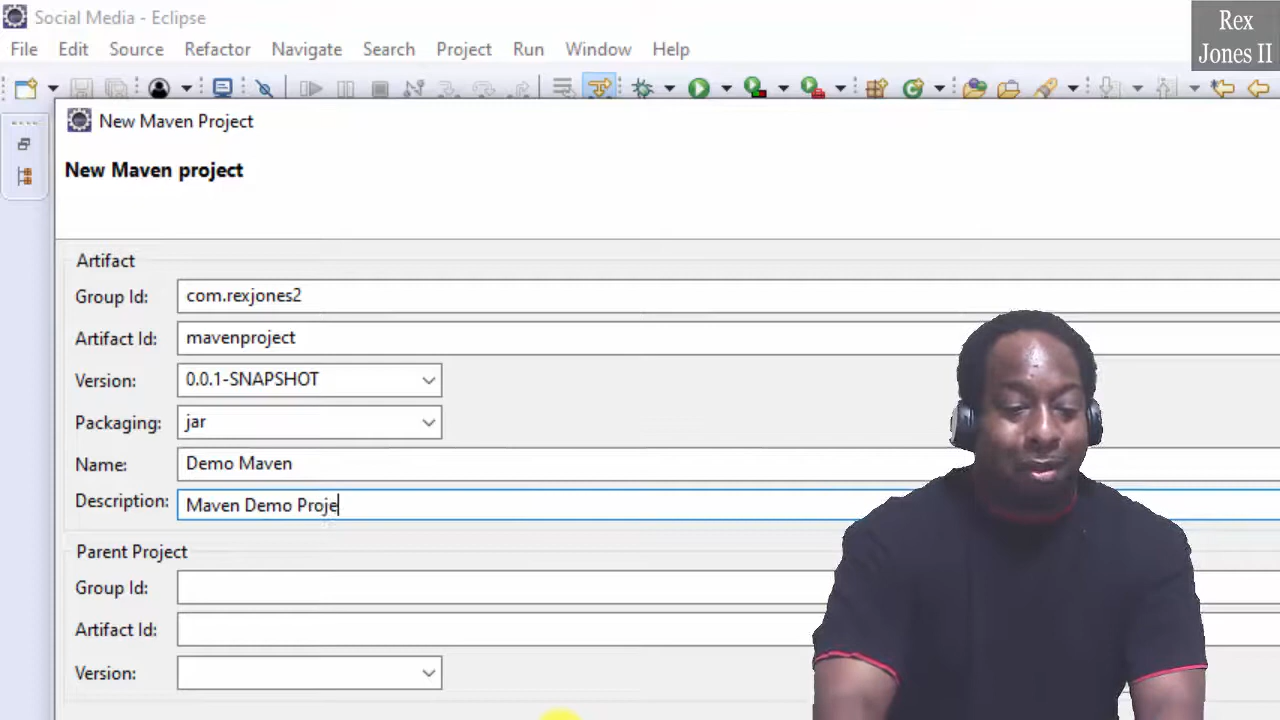 Social Media - Eclipse
Rex
Jones II
File Edit Source Refactor Navigate Search Project Run Window Help
New Maven Project
New Maven project
Artifact
Group Id: com.rexjones2
Artifact Id: mavenproject
Version: 0.0.1-SNAPSHOT
Packaging: jar
Name: Demo Maven
Description: Maven Demo Proje
Parent Project
Group Id:
Artifact Id:
Version: